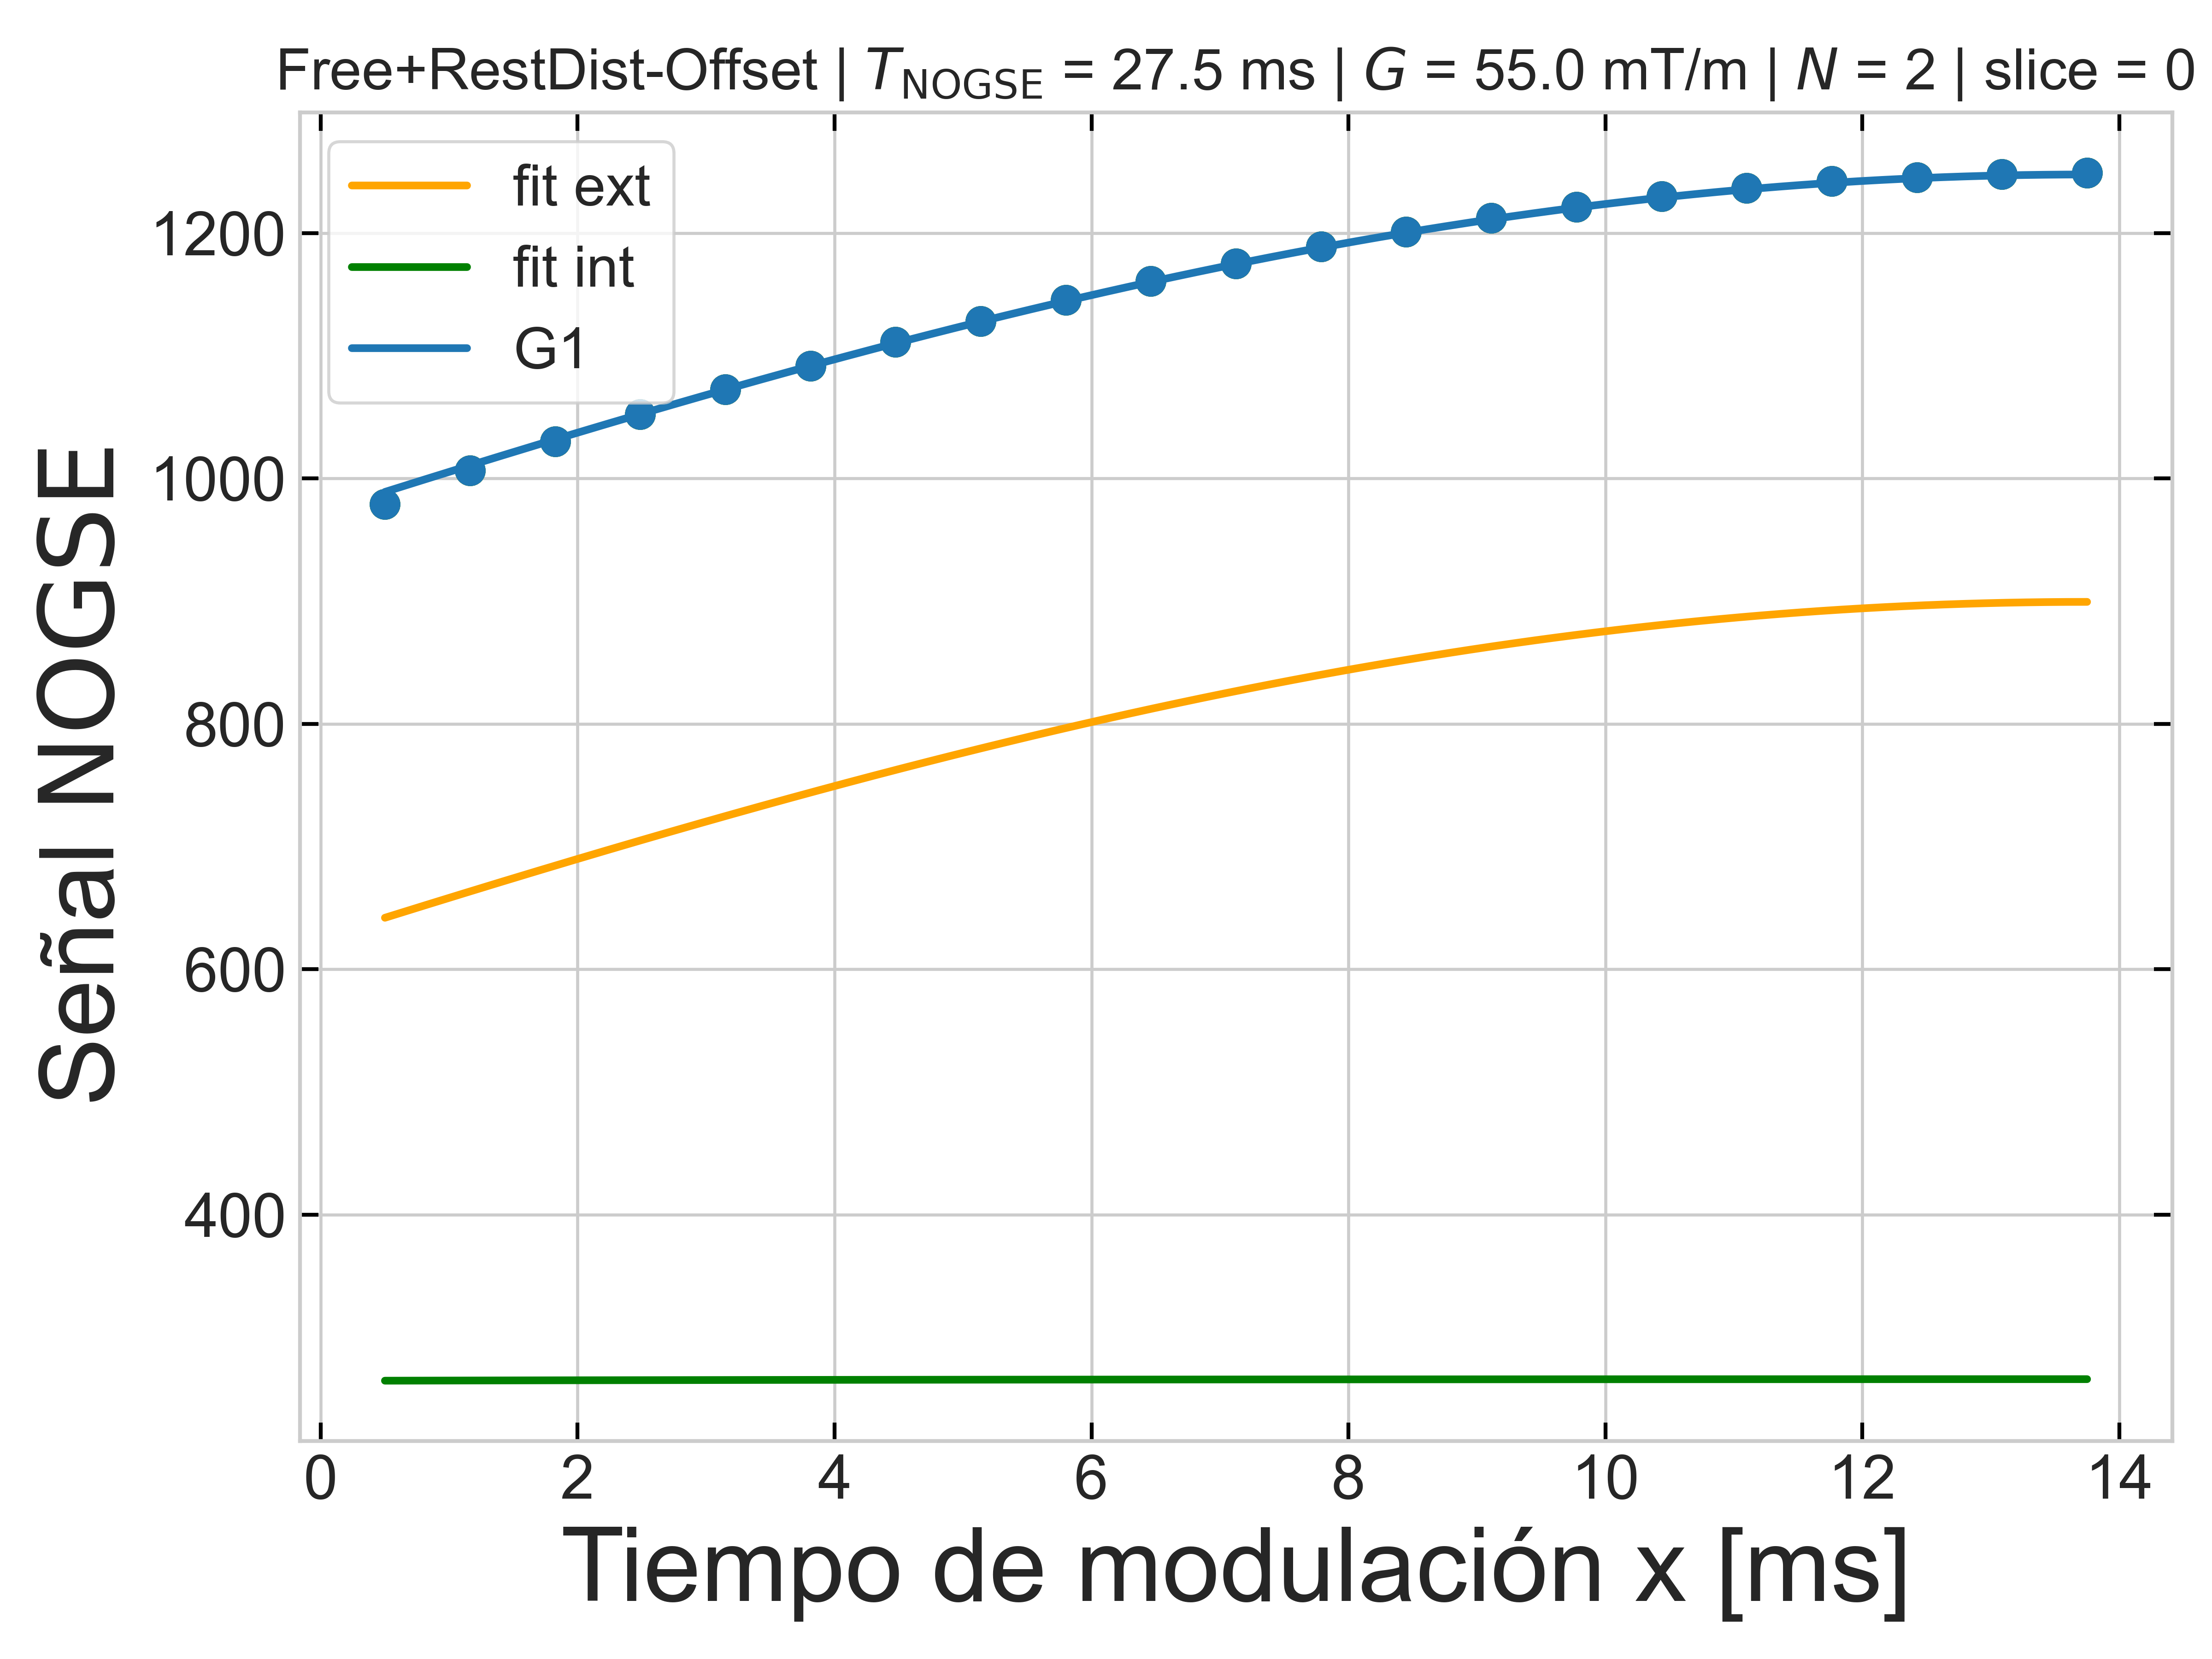 Free+RestDist-Offset | T_NOGSE = 27.5 ms | G = 55.0 mT/m | N = 2 | slice = 0
fit ext
fit int
G1
Señal NOGSE
1200
1000
800
600
400
0 2 4 6 8 10 12 14
Tiempo de modulación x [ms]